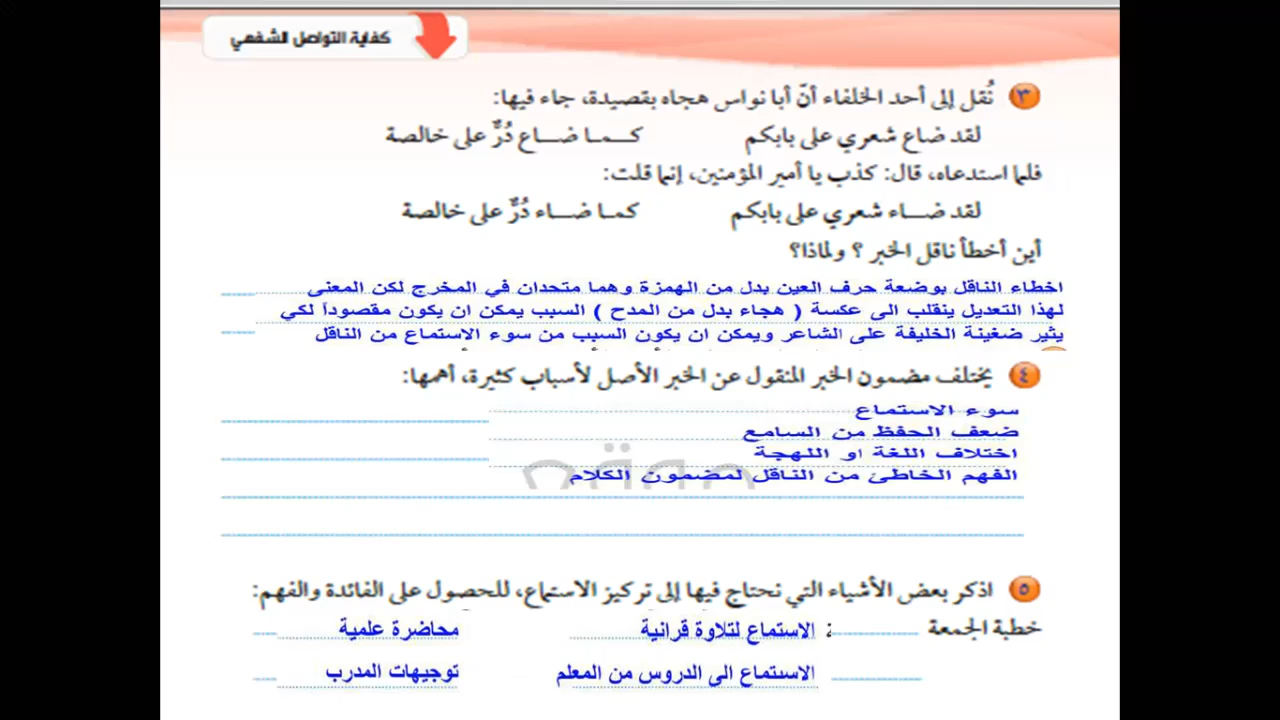 كفاية التواصل الشفهي
٣ نُقل إلى أحد الخلفاء أنّ أبا نواس هجاه بقصيدة، جاء فيها:
لقد ضاع شعري على بابكم كـــمـا ضـــاع دُرٌّ على خالصة
فلما استدعاه، قال: كذب يا أمير المؤمنين، إنما قلت:
لقد ضـــاء شعري على بابكم كمـا ضـــاء دُرٌّ على خالصة
أين أخطأ ناقل الخبر ؟ ولماذا؟
اخطاء الناقل بوضعة حرف العين بدل من الهمزة وهما متحدان في المخرج لكن المعنى
لهذا التعديل ينقلب الى عكسة ( هجاء بدل من المدح ) السبب يمكن ان يكون مقصوداً لكي
يثير ضغينة الخليفة على الشاعر ويمكن ان يكون السبب من سوء الاستماع من الناقل
٤ يختلف مضمون الخبر المنقول عن الخبر الأصل لأسباب كثيرة، أهمها:
سوء الاستماع
ضعف الحفظ من السامع
اختلاف اللغة او اللهجة
الفهم الخاطئ من الناقل لمضمون الكلام
٥ اذكر بعض الأشياء التي نحتاج فيها إلى تركيز الاستماع، للحصول على الفائدة والفهم:
خطبة الجمعة الاستماع لتلاوة قرانية محاضرة علمية
الاستماع الى الدروس من المعلم توجيهات المدرب